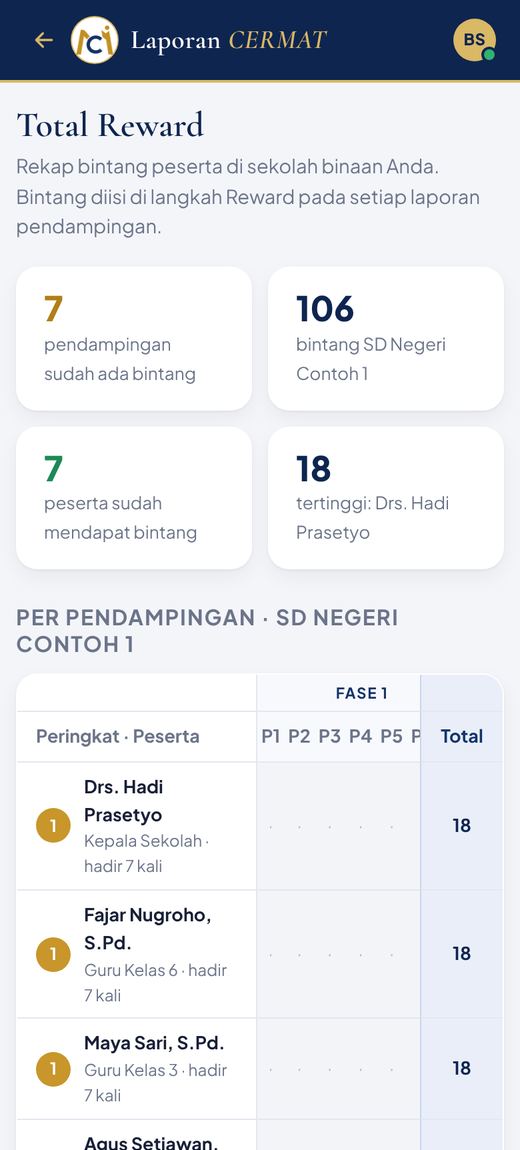 Laporan CERMAT
BS
Total Reward
Rekap bintang peserta di sekolah binaan Anda.
Bintang diisi di langkah Reward pada setiap laporan
pendampingan.
7
pendampingan
sudah ada bintang
106
bintang SD Negeri
Contoh 1
7
peserta sudah
mendapat bintang
18
tertinggi: Drs. Hadi
Prasetyo
PER PENDAMPINGAN · SD NEGERI
CONTOH 1
FASE 1
Peringkat · Peserta P1 P2 P3 P4 P5 P Total
1
Drs. Hadi
Prasetyo
Kepala Sekolah ·
hadir 7 kali
· · · · · 18
1
Fajar Nugroho,
S.Pd.
Guru Kelas 6 · hadir
7 kali
· · · · · 18
1
Maya Sari, S.Pd.
Guru Kelas 3 · hadir
7 kali
· · · · · 18
Agus Setiawan,